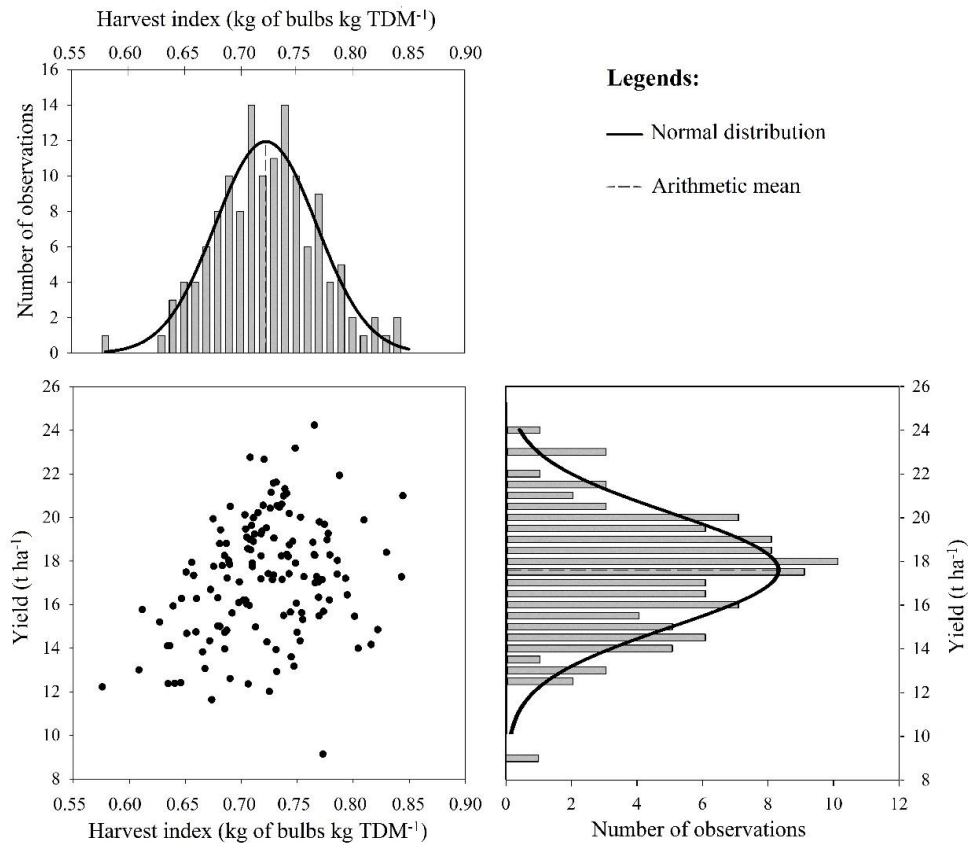 Harvest index (kg of bulbs kg TDM⁻¹)
0.55 0.60 0.65 0.70 0.75 0.80 0.85 0.90
Number of observations
16
14
12
10
8
6
4
2
0
Legends:
Normal distribution
Arithmetic mean
Yield (t ha⁻¹)
26
24
22
20
18
16
14
12
10
8
0.55 0.60 0.65 0.70 0.75 0.80 0.85 0.90
Harvest index (kg of bulbs kg TDM⁻¹)
26
24
22
20
18
16
14
12
10
8
Yield (t ha⁻¹)
0 2 4 6 8 10 12
Number of observations